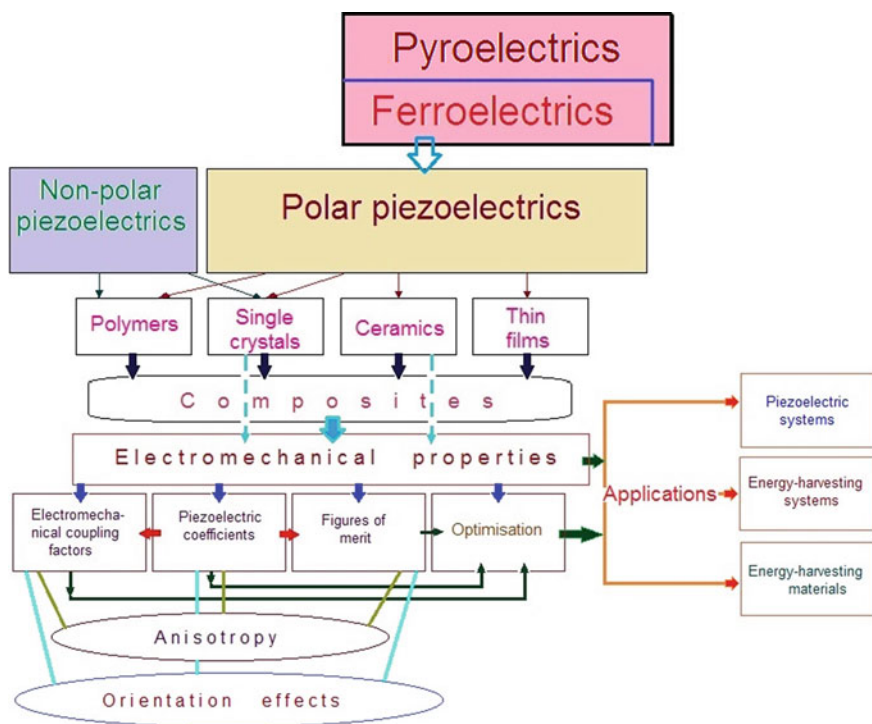 Pyroelectrics
Ferroelectrics
Non-polar
piezoelectrics
Polar piezoelectrics
Polymers
Single
crystals
Ceramics
Thin
films
Composites
Electromechanical properties
Piezoelectric
systems
Applications
Energy-harvesting
systems
Energy-harvesting
materials
Electromecha-
nical coupling
factors
Piezoelectric
coefficients
Figures of
merit
Optimisation
Anisotropy
Orientation effects